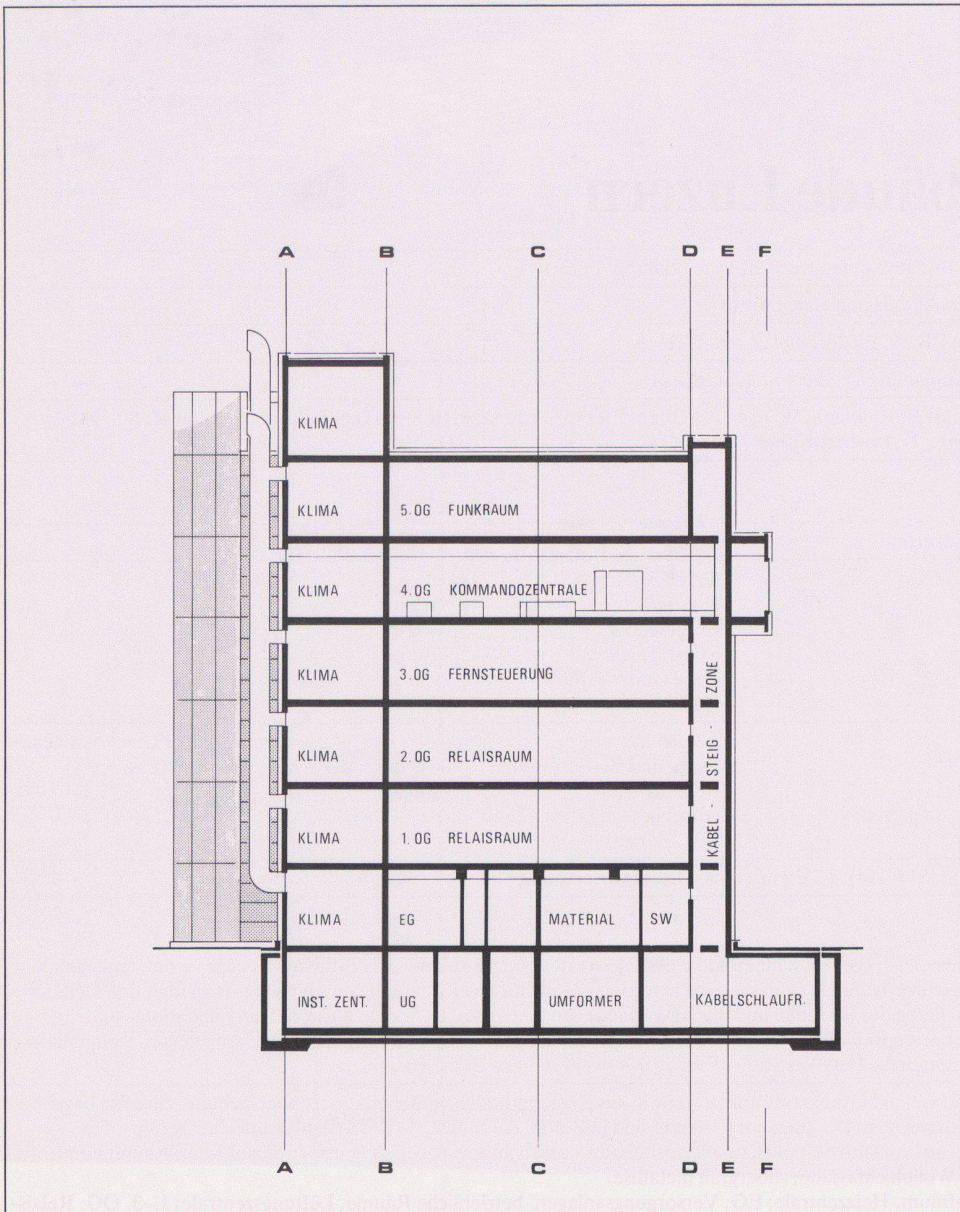 A B C D E F
KLIMA
KLIMA 5.OG FUNKRAUM
KLIMA 4.OG KOMMANDOZENTRALE
KLIMA 3.OG FERNSTEUERUNG
KLIMA 2.OG RELAISRAUM
KLIMA 1.OG RELAISRAUM
KABEL - STEIG - ZONE
KLIMA EG MATERIAL SW
INST. ZENT. UG UMFORMER KABELSCHLAUFR.
A B C D E F